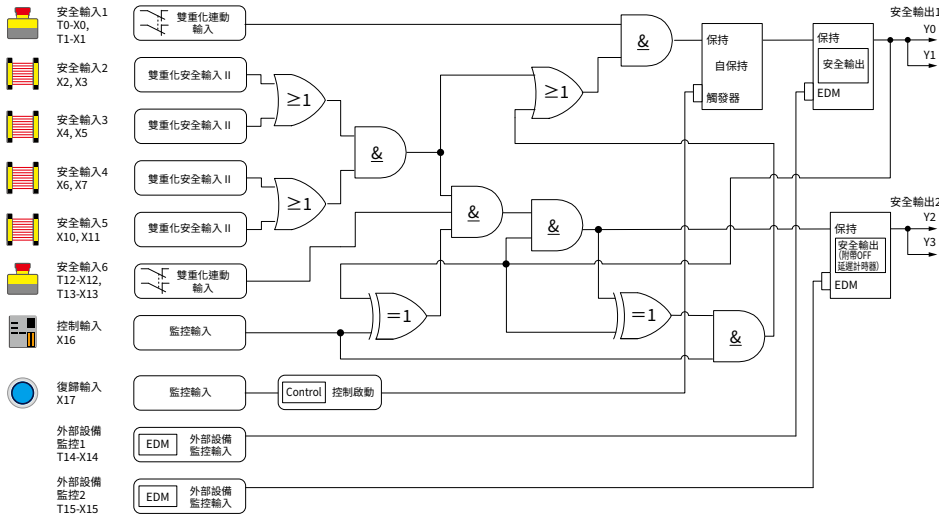 安全輸入1
T0-X0,
T1-X1
雙重化連動
輸入
安全輸入2
X2, X3
雙重化安全輸入 II
安全輸入3
X4, X5
雙重化安全輸入 II
安全輸入4
X6, X7
雙重化安全輸入 II
安全輸入5
X10, X11
雙重化安全輸入 II
安全輸入6
T12-X12,
T13-X13
雙重化連動
輸入
控制輸入
X16
監控輸入
復歸輸入
X17
監控輸入
Control 控制啟動
外部設備
監控1
T14-X14
EDM
外部設備
監控輸入
外部設備
監控2
T15-X15
EDM
外部設備
監控輸入
≥1
≥1
&
&
&
=1
≥1
&
=1
&
保持
自保持
觸發器
保持
安全輸出
EDM
安全輸出1
Y0
Y1
保持
安全輸出
(附帶OFF
延遲計時器)
EDM
安全輸出2
Y2
Y3